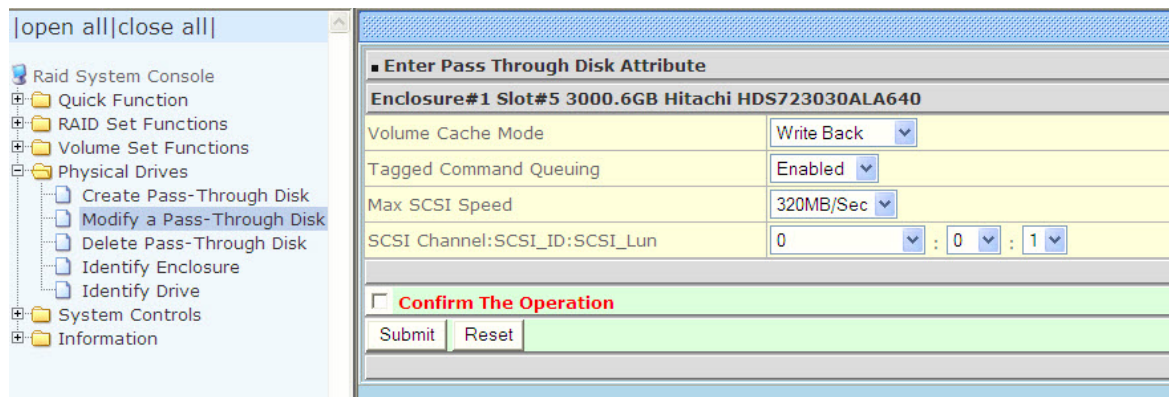 |open all|close all|
Raid System Console
Quick Function
RAID Set Functions
Volume Set Functions
Physical Drives
Create Pass-Through Disk
Modify a Pass-Through Disk
Delete Pass-Through Disk
Identify Enclosure
Identify Drive
System Controls
Information
Enter Pass Through Disk Attribute
Enclosure#1 Slot#5 3000.6GB Hitachi HDS723030ALA640
Volume Cache Mode Write Back
Tagged Command Queuing Enabled
Max SCSI Speed 320MB/Sec
SCSI Channel:SCSI_ID:SCSI_Lun 0 : 0 : 1
Confirm The Operation
Submit Reset